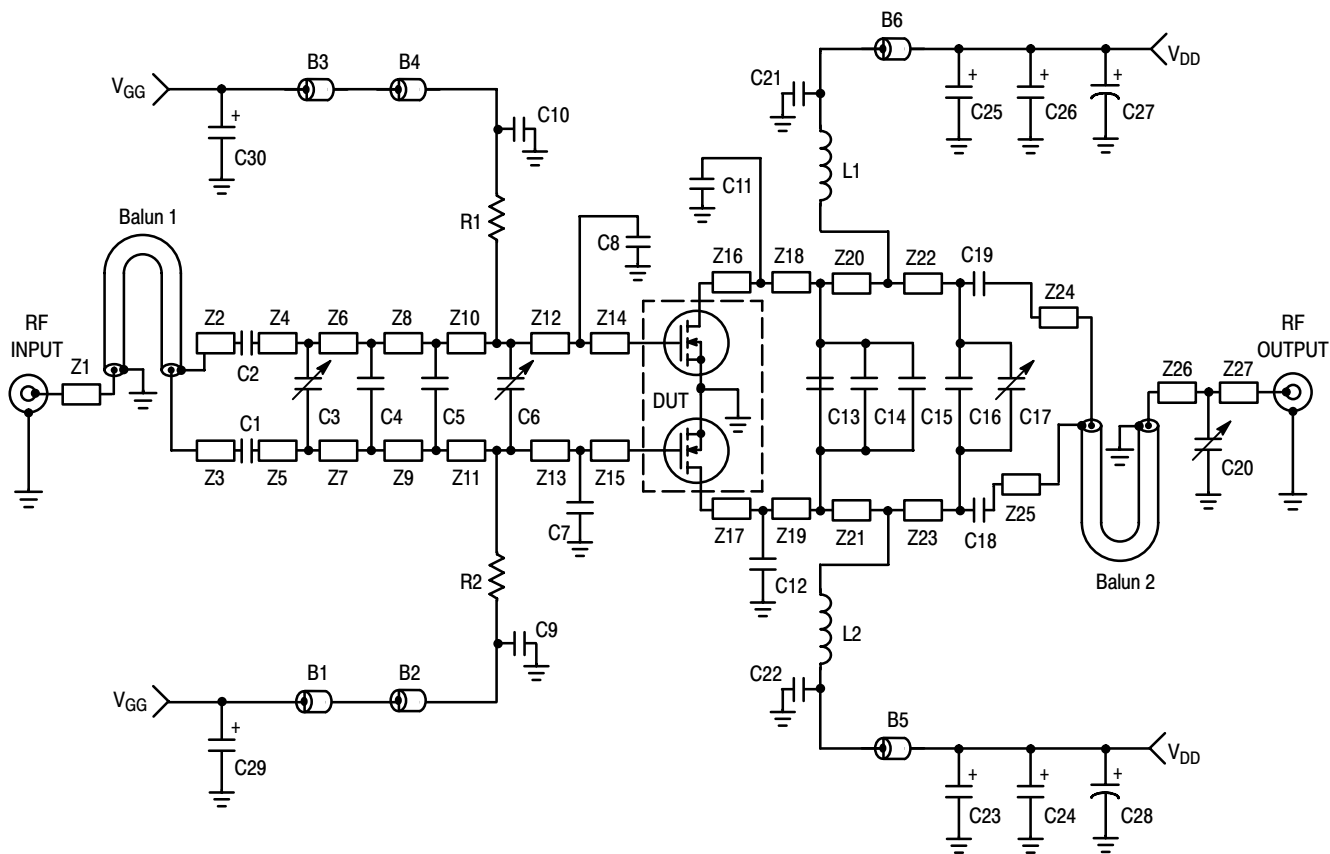 B6
V_DD
C21
C25
C26
C27
+
+
+
B3
B4
V_GG
+
C30
C10
C11
L1
R1
C8
Balun 1
Z16
Z18
Z20
Z22
C19
Z24
RF
INPUT
Z1
Z2
Z4
Z6
Z8
Z10
Z12
Z14
C2
C3
C4
C5
C6
DUT
C13
C14
C15
C16
C17
RF
OUTPUT
Z26
Z27
C20
C1
Z3
Z5
Z7
Z9
Z11
Z13
Z15
C7
Z17
Z19
Z21
Z23
C18
Z25
C12
Balun 2
R2
L2
C9
C22
B1
B2
V_GG
+
C29
B5
V_DD
+
+
+
C23
C24
C28